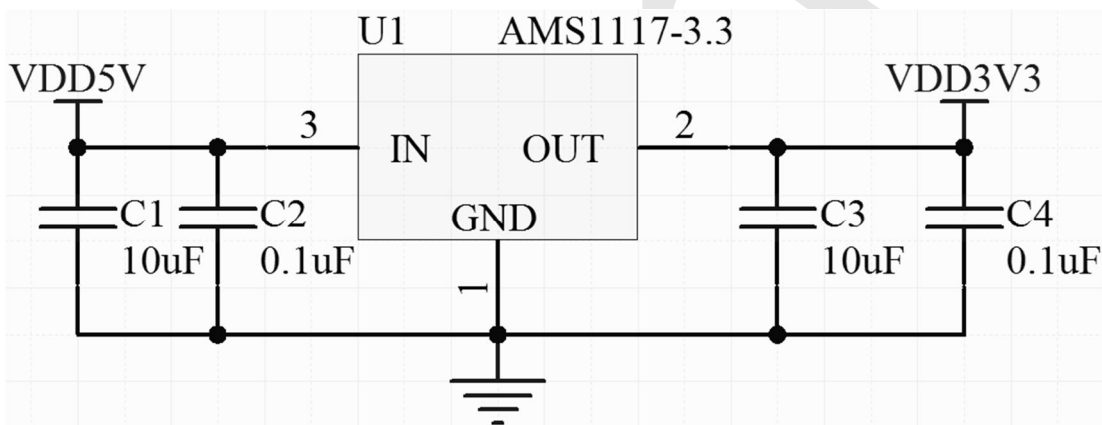 U1 AMS1117-3.3
VDD5V VDD3V3
3 2
IN OUT
C1 C2 GND C3 C4
10uF 0.1uF 10uF 0.1uF
1